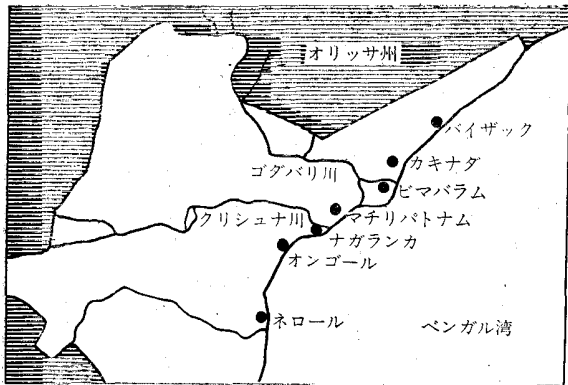 オリッサ州
バイザック
カキナダ
ゴダバリ川
ビマバラム
クリシュナ川
マチリパトナム
ナガランカ
オンゴール
ネロール
ベンガル湾